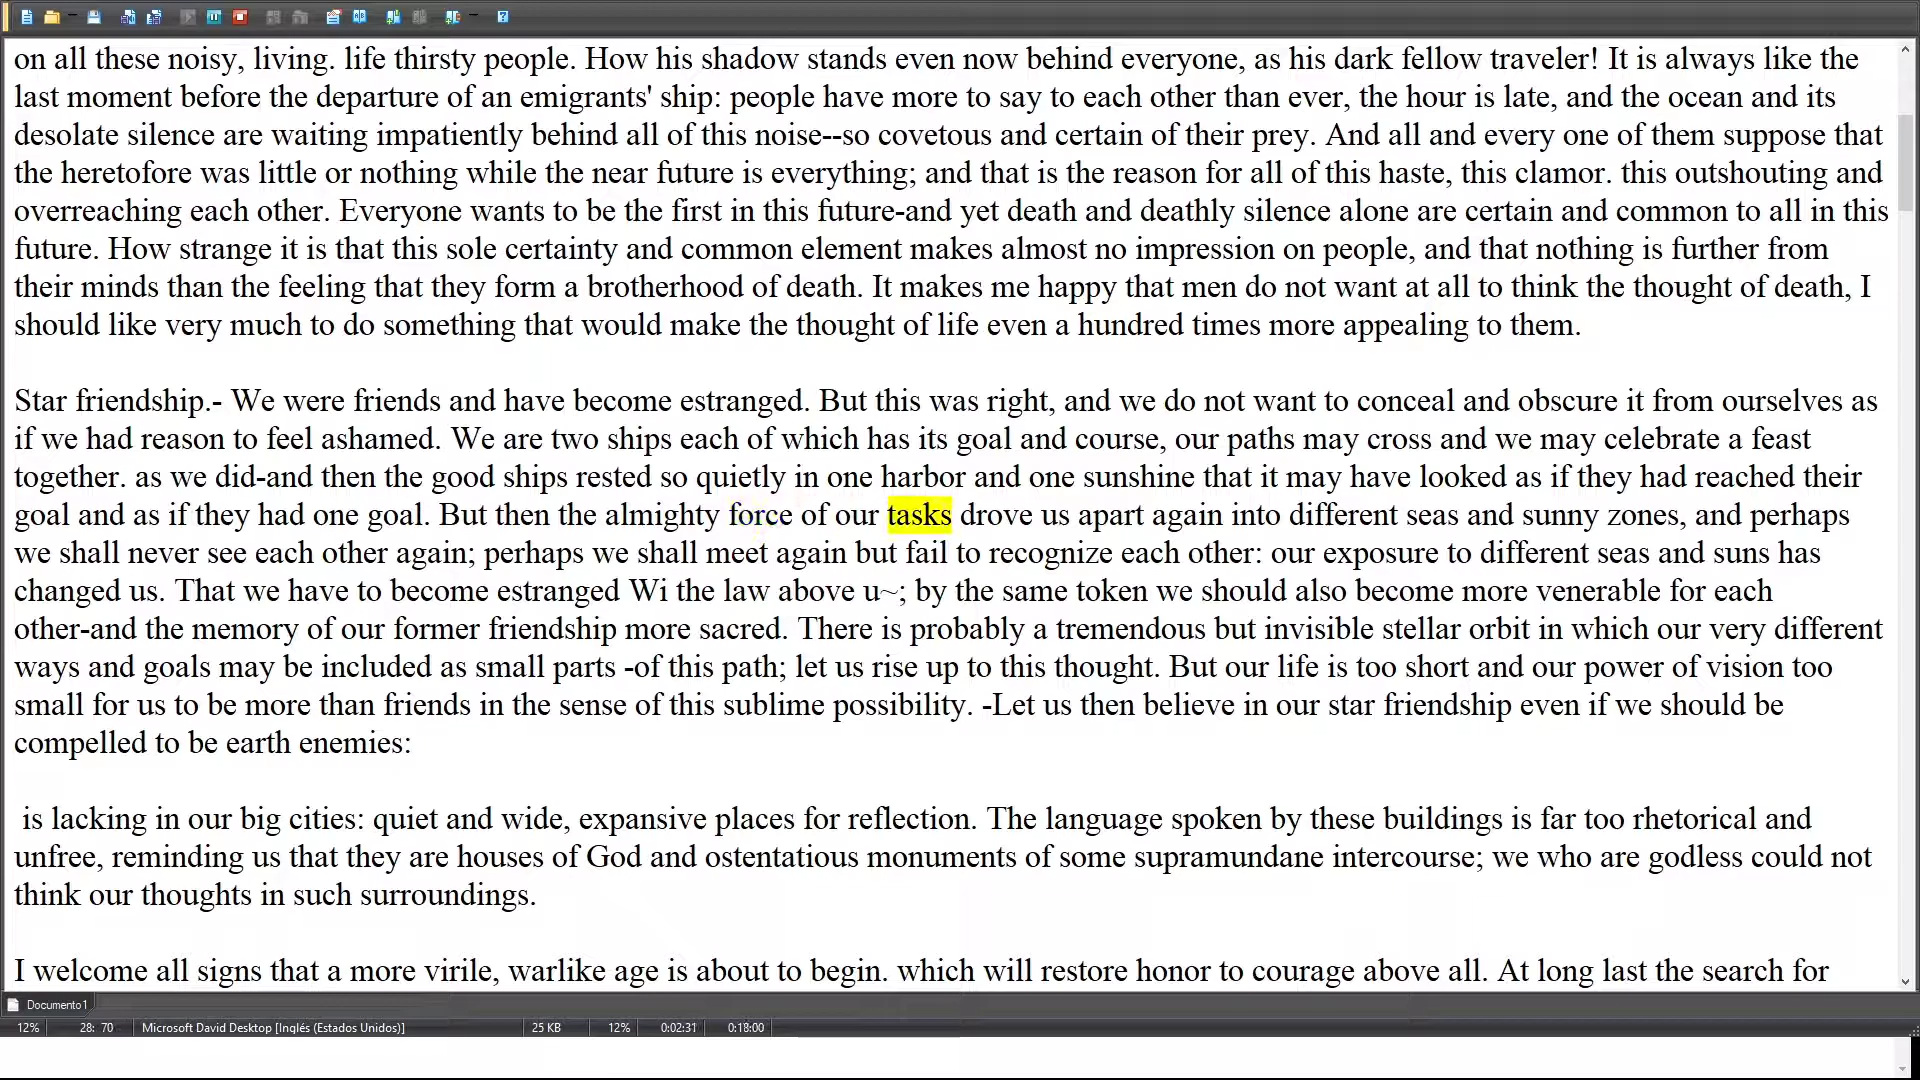 on all these noisy, living. life thirsty people. How his shadow stands even now behind everyone, as his dark fellow traveler! It is always like the
last moment before the departure of an emigrants' ship: people have more to say to each other than ever, the hour is late, and the ocean and its
desolate silence are waiting impatiently behind all of this noise--so covetous and certain of their prey. And all and every one of them suppose that
the heretofore was little or nothing while the near future is everything; and that is the reason for all of this haste, this clamor. this outshouting and
overreaching each other. Everyone wants to be the first in this future-and yet death and deathly silence alone are certain and common to all in this
future. How strange it is that this sole certainty and common element makes almost no impression on people, and that nothing is further from
their minds than the feeling that they form a brotherhood of death. It makes me happy that men do not want at all to think the thought of death, I
should like very much to do something that would make the thought of life even a hundred times more appealing to them.
Star friendship.- We were friends and have become estranged. But this was right, and we do not want to conceal and obscure it from ourselves as
if we had reason to feel ashamed. We are two ships each of which has its goal and course, our paths may cross and we may celebrate a feast
together. as we did-and then the good ships rested so quietly in one harbor and one sunshine that it may have looked as if they had reached their
goal and as if they had one goal. But then the almighty force of our tasks drove us apart again into different seas and sunny zones, and perhaps
we shall never see each other again; perhaps we shall meet again but fail to recognize each other: our exposure to different seas and suns has
changed us. That we have to become estranged Wi the law above u~; by the same token we should also become more venerable for each
other-and the memory of our former friendship more sacred. There is probably a tremendous but invisible stellar orbit in which our very different
ways and goals may be included as small parts -of this path; let us rise up to this thought. But our life is too short and our power of vision too
small for us to be more than friends in the sense of this sublime possibility. -Let us then believe in our star friendship even if we should be
compelled to be earth enemies:
is lacking in our big cities: quiet and wide, expansive places for reflection. The language spoken by these buildings is far too rhetorical and
unfree, reminding us that they are houses of God and ostentatious monuments of some supramundane intercourse; we who are godless could not
think our thoughts in such surroundings.
I welcome all signs that a more virile, warlike age is about to begin. which will restore honor to courage above all. At long last the search for
Documento1
12% 28: 70 Microsoft David Desktop [Inglés (Estados Unidos)] 25 KB 12% 0:02:31 0:18:00